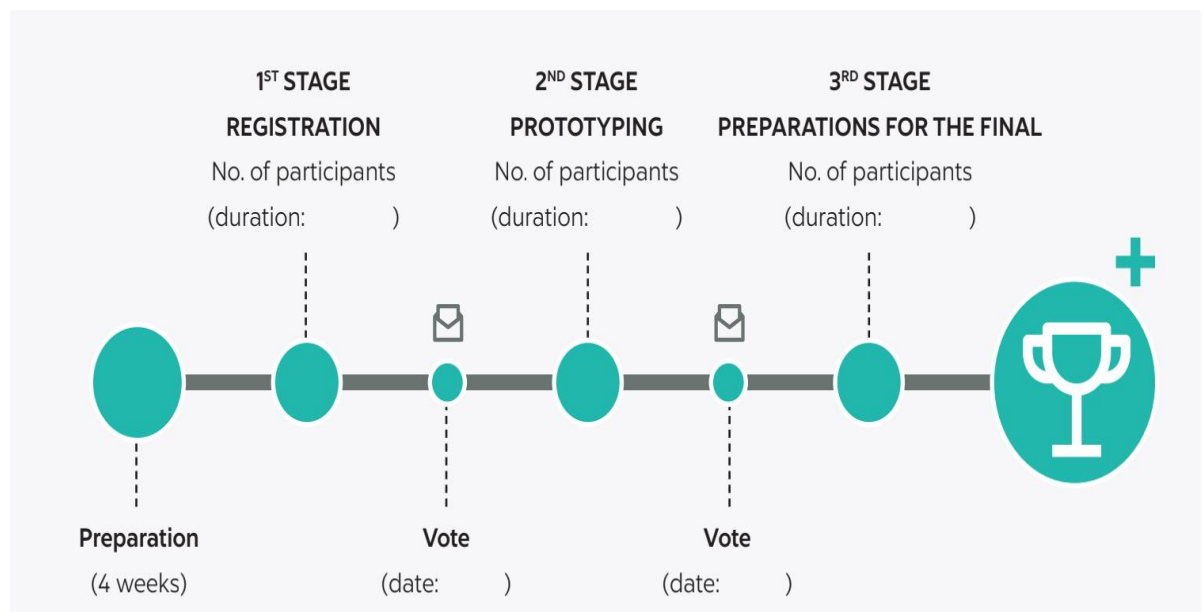 1ST STAGE
REGISTRATION
No. of participants
(duration: )
2ND STAGE
PROTOTYPING
No. of participants
(duration: )
3RD STAGE
PREPARATIONS FOR THE FINAL
No. of participants
(duration: )
Preparation
(4 weeks)
Vote
(date: )
Vote
(date: )